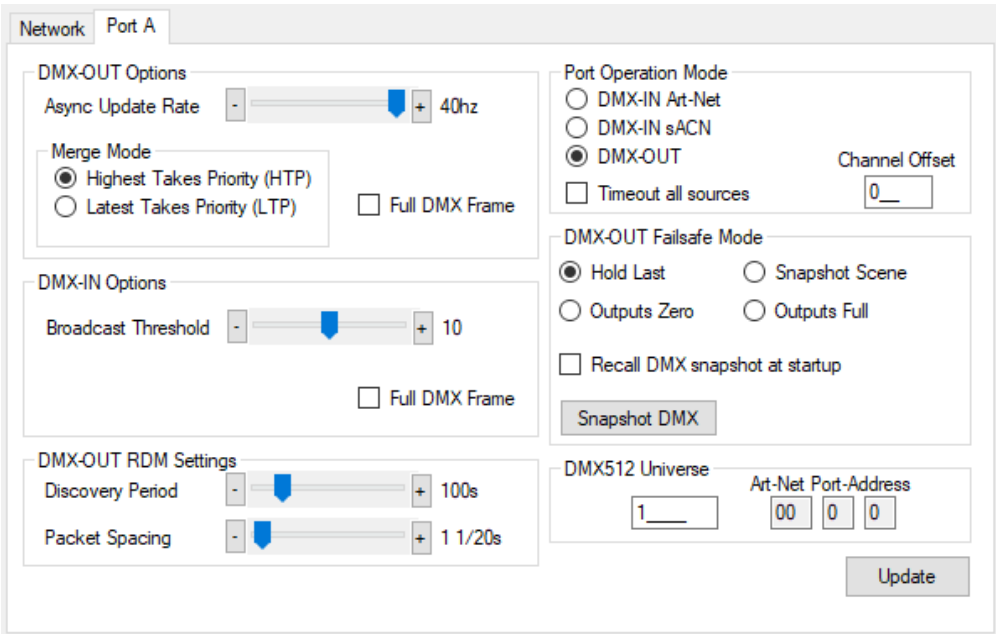 Network Port A
DMX-OUT Options
Async Update Rate - + 40hz
Merge Mode
Highest Takes Priority (HTP)
Latest Takes Priority (LTP)
Full DMX Frame
DMX-IN Options
Broadcast Threshold - + 10
Full DMX Frame
DMX-OUT RDM Settings
Discovery Period - + 100s
Packet Spacing - + 1 1/20s
Port Operation Mode
DMX-IN Art-Net
DMX-IN sACN
DMX-OUT
Timeout all sources
Channel Offset
0__
DMX-OUT Failsafe Mode
Hold Last Snapshot Scene
Outputs Zero Outputs Full
Recall DMX snapshot at startup
Snapshot DMX
DMX512 Universe
Art-Net Port-Address
1____ 00 0 0
Update